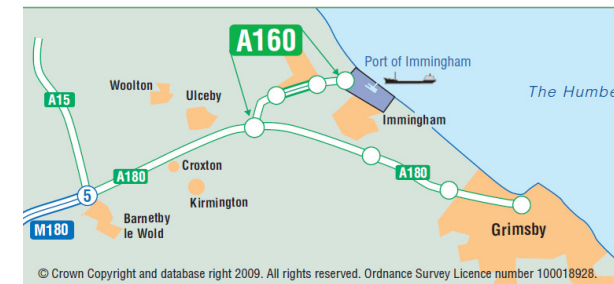 A160
Port of Immingham
The Humbe
Woolton
A15
Ulceby
Immingham
Croxton
A180
A180
Kirmington
5
Barnetby
le Wold
M180
Grimsby
© Crown Copyright and database right 2009. All rights reserved. Ordnance Survey Licence number 100018928.